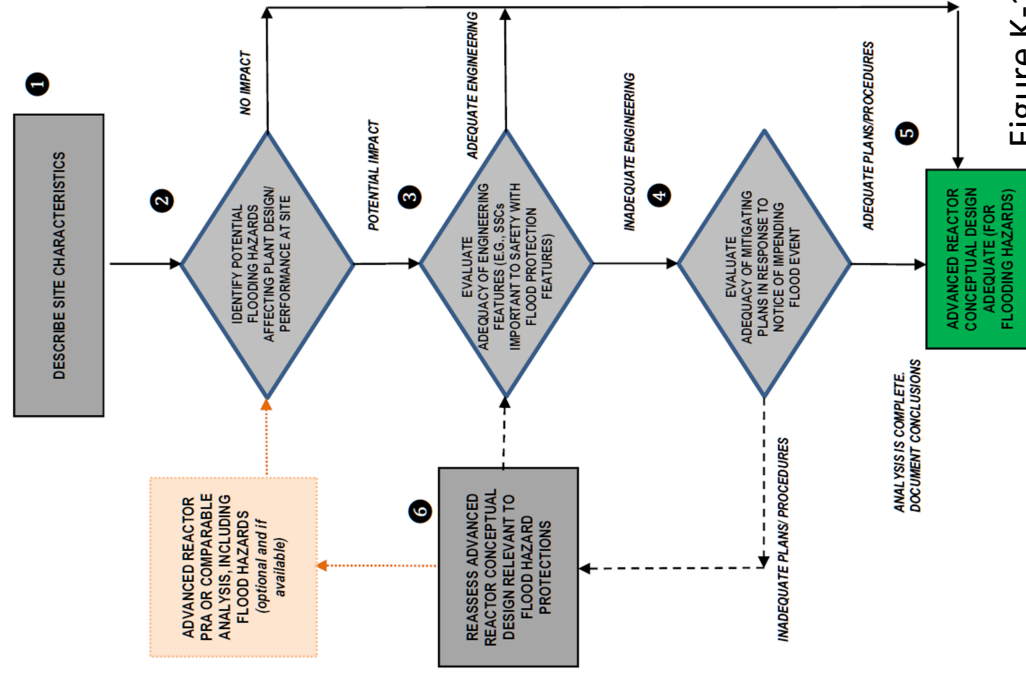 1
DESCRIBE SITE CHARACTERISTICS
2
IDENTIFY POTENTIAL
FLOODING HAZARDS
AFFECTING PLANT DESIGN/
PERFORMANCE AT SITE
NO IMPACT
POTENTIAL IMPACT
3
EVALUATE
ADEQUACY OF ENGINEERING
FEATURES (E.G., SSCs
IMPORTANT TO SAFETY WITH
FLOOD PROTECTION
FEATURES)
ADEQUATE ENGINEERING
INADEQUATE ENGINEERING
4
EVALUATE
ADEQUACY OF MITIGATING
PLANS IN RESPONSE TO
NOTICE OF IMPENDING
FLOOD EVENT
ADEQUATE PLANS/PROCEDURES
5
ADVANCED REACTOR
CONCEPTUAL DESIGN
ADEQUATE (FOR
FLOODING HAZARDS)
ANALYSIS IS COMPLETE.
DOCUMENT CONCLUSIONS
INADEQUATE PLANS/ PROCEDURES
6
REASSESS ADVANCED
REACTOR CONCEPTUAL
DESIGN RELEVANT TO
FLOOD HAZARD
PROTECTIONS
ADVANCED REACTOR
PRA OR COMPARABLE
ANALYSIS, INCLUDING
FLOOD HAZARDS
(optional and if
available)
Figure K-